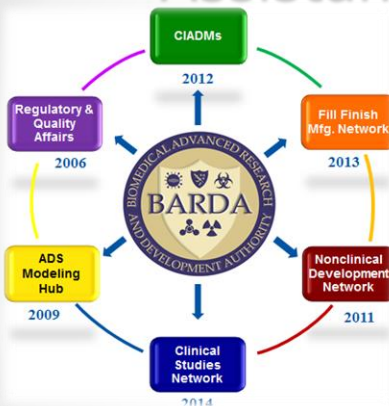 CIADMs
2012
Regulatory &
Quality
Affairs
2006
Fill Finish
Mfg. Network
2013
BIOMEDICAL ADVANCED RESEARCH
BARDA
AND DEVELOPMENT AUTHORITY
ADS
Modeling
Hub
2009
Nonclinical
Development
Network
2011
Clinical
Studies
Network
2014